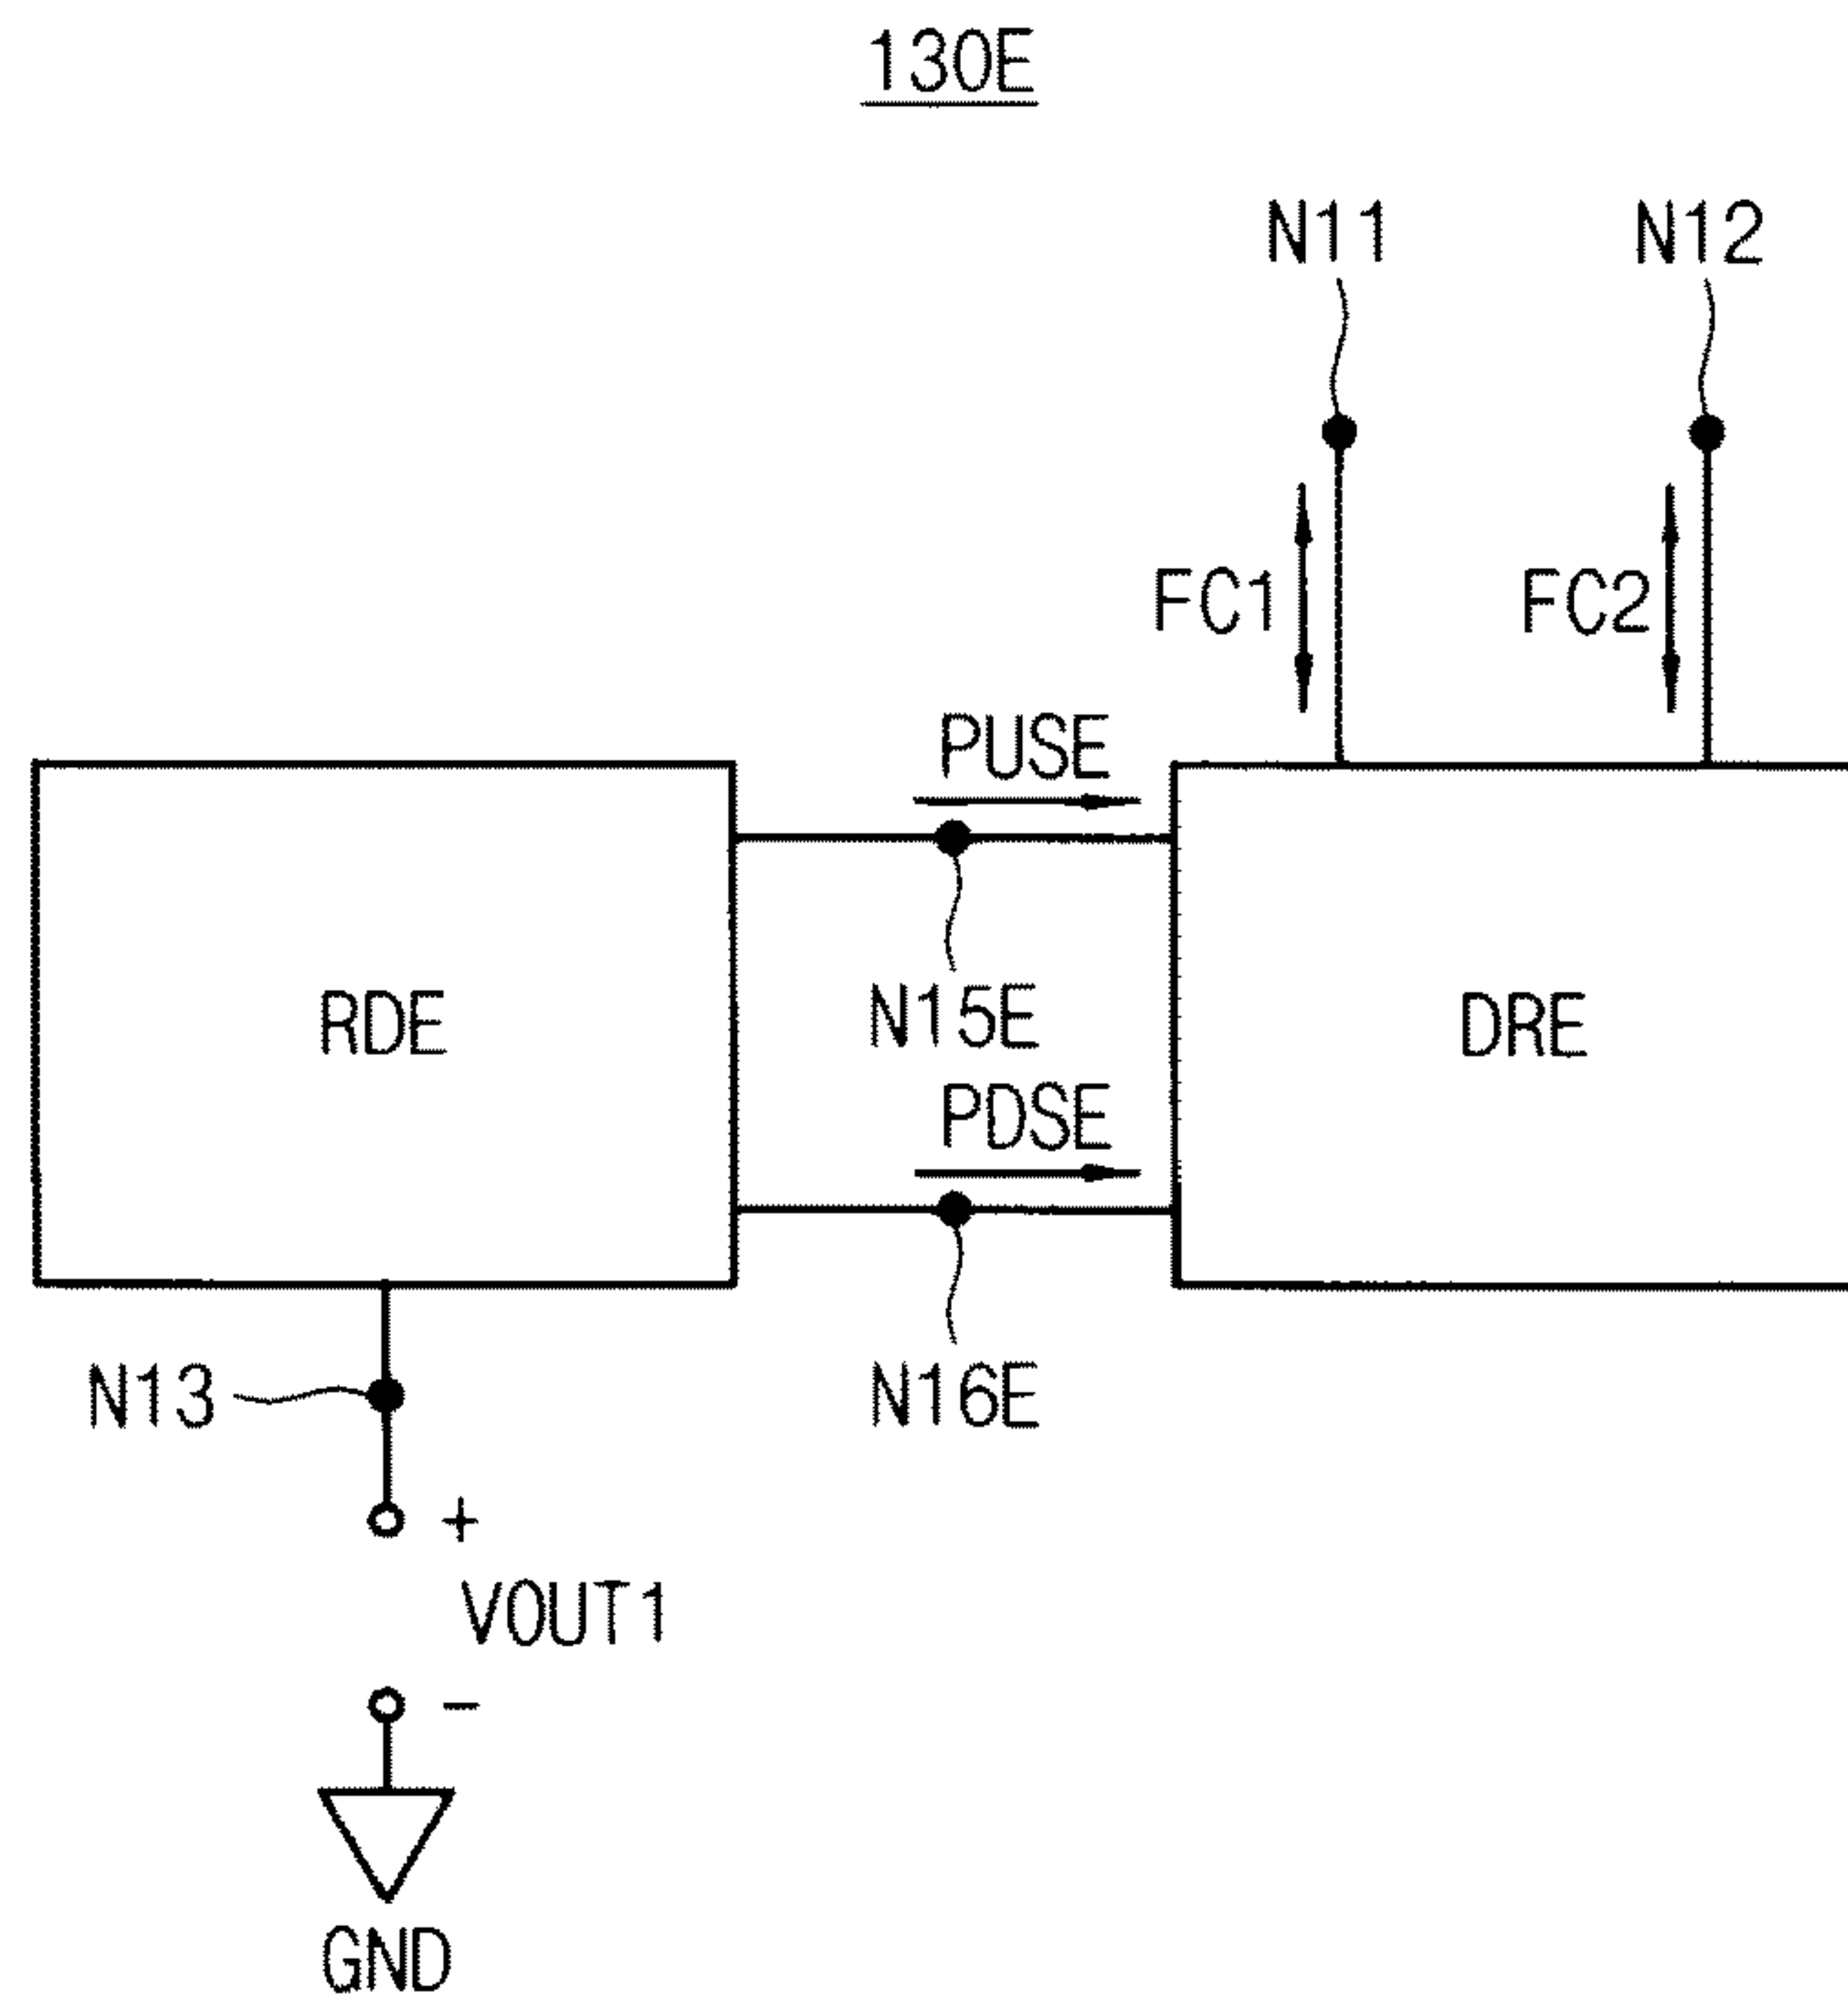 130E
N11 N12
FC1 FC2
PUSE
RDE N15E DRE
PDSE
N13 N16E
+
VOUT1
-
GND